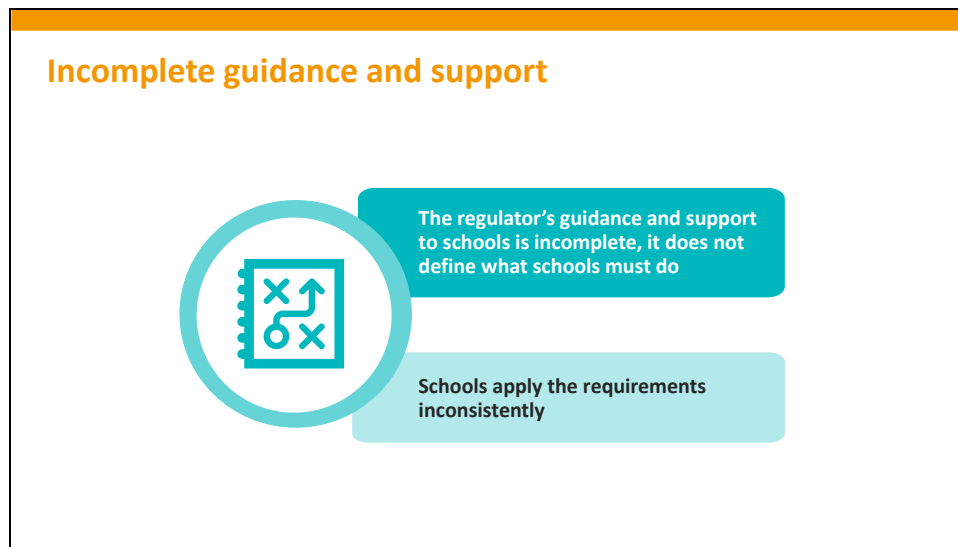 Incomplete guidance and support
The regulator’s guidance and support
to schools is incomplete, it does not
define what schools must do
Schools apply the requirements
inconsistently